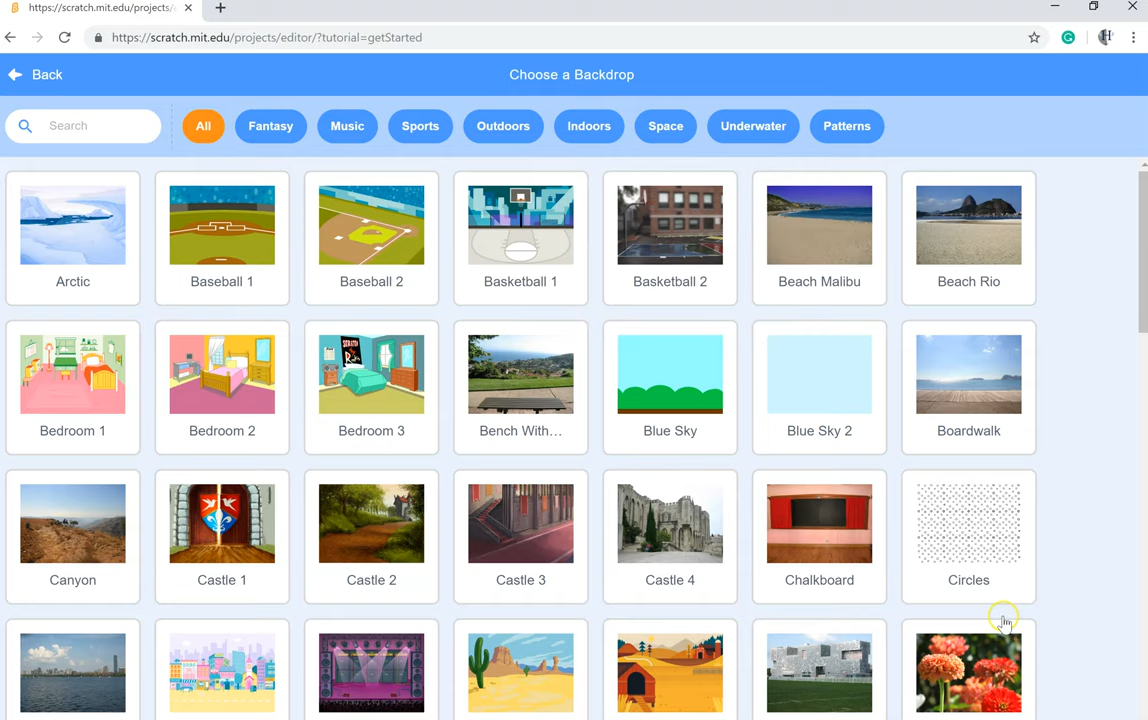 https://scratch.mit.edu/projects/
https://scratch.mit.edu/projects/editor/?tutorial=getStarted
Back
Choose a Backdrop
Search
All
Fantasy
Music
Sports
Outdoors
Indoors
Space
Underwater
Patterns
Arctic
Baseball 1
Baseball 2
Basketball 1
Basketball 2
Beach Malibu
Beach Rio
Bedroom 1
Bedroom 2
Bedroom 3
Bench With...
Blue Sky
Blue Sky 2
Boardwalk
Canyon
Castle 1
Castle 2
Castle 3
Castle 4
Chalkboard
Circles